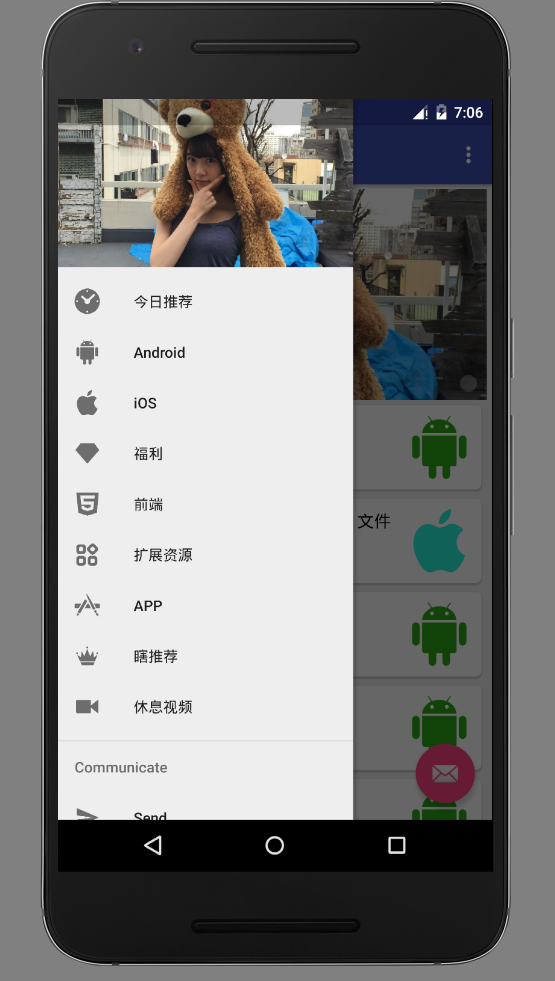 7:06
今日推荐
Android
iOS
福利
前端
文件
扩展资源
APP
瞎推荐
休息视频
Communicate
Send